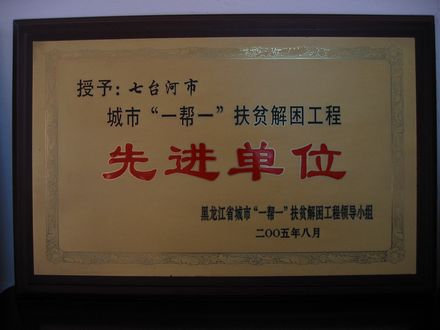 授予：七台河市
城市“一帮一”扶贫解困工程
先进单位
黑龙江省城市“一帮一”扶贫解困工程领导小组
二〇〇五年八月